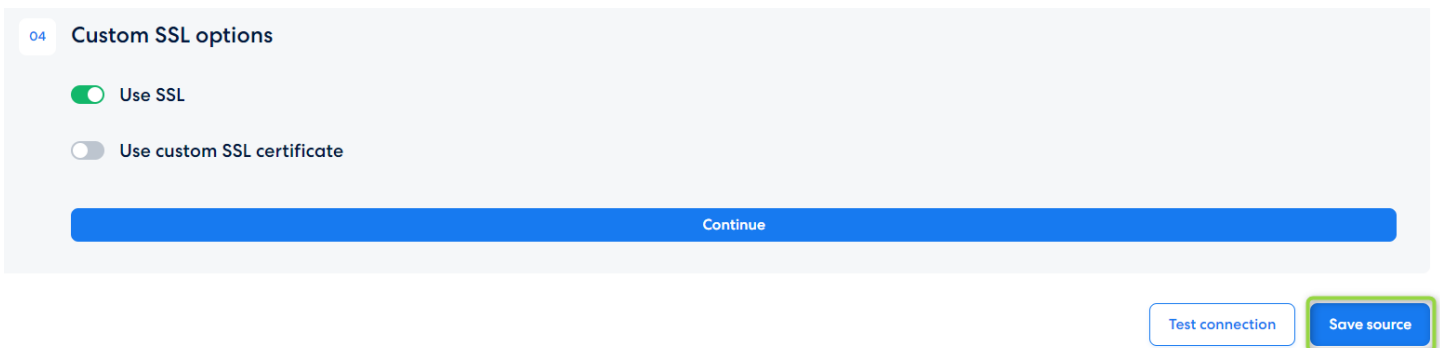 04 Custom SSL options
Use SSL
Use custom SSL certificate
Continue
Test connection Save source